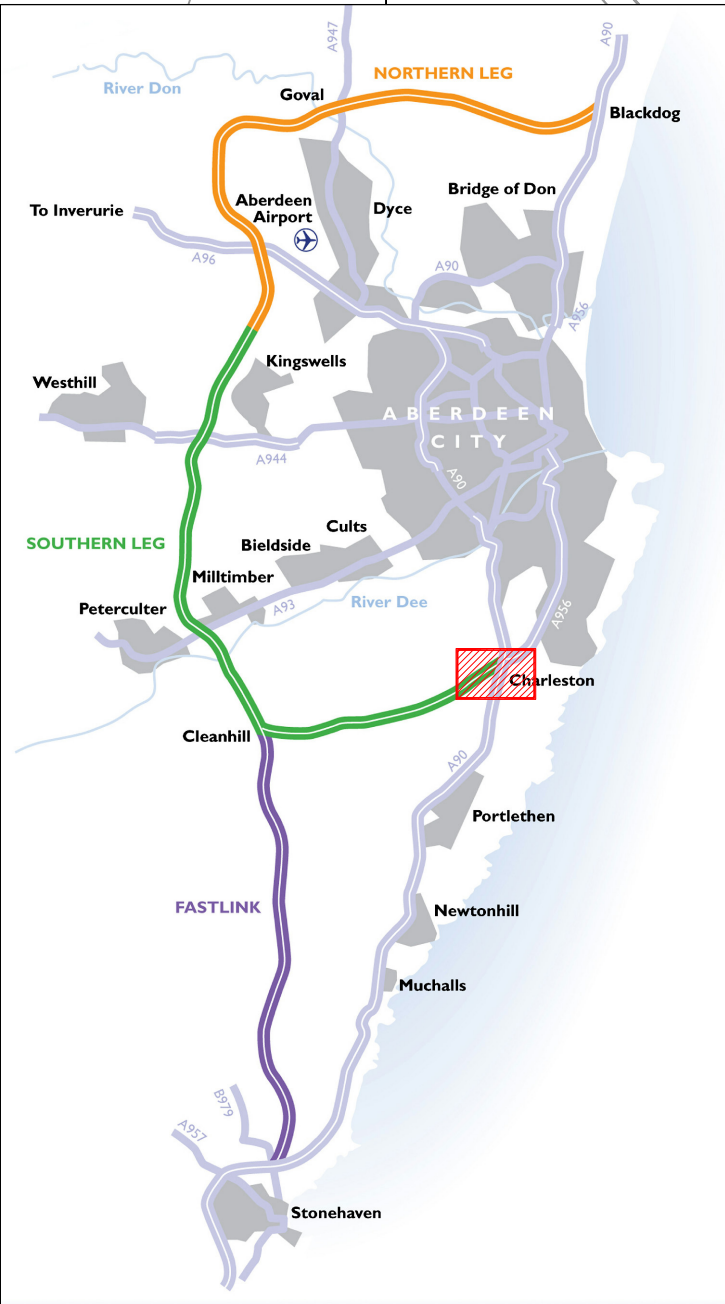 A947
A90
NORTHERN LEG
River Don
Goval
Blackdog
Bridge of Don
Aberdeen
Airport
To Inverurie
Dyce
A96
A90
A956
Kingswells
Westhill
ABERDEEN
CITY
A944
A90
Cults
SOUTHERN LEG
Bieldside
Milltimber
Peterculter
A93
River Dee
A956
Charleston
Cleanhill
A90
Portlethen
FASTLINK
Newtonhill
Muchalls
B979
A957
Stonehaven